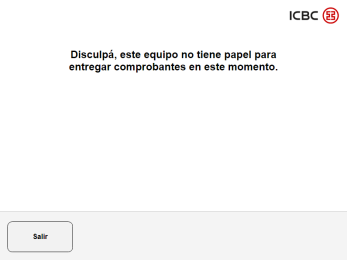 ICBC
Disculpá, este equipo no tiene papel para
entregar comprobantes en este momento.
Salir